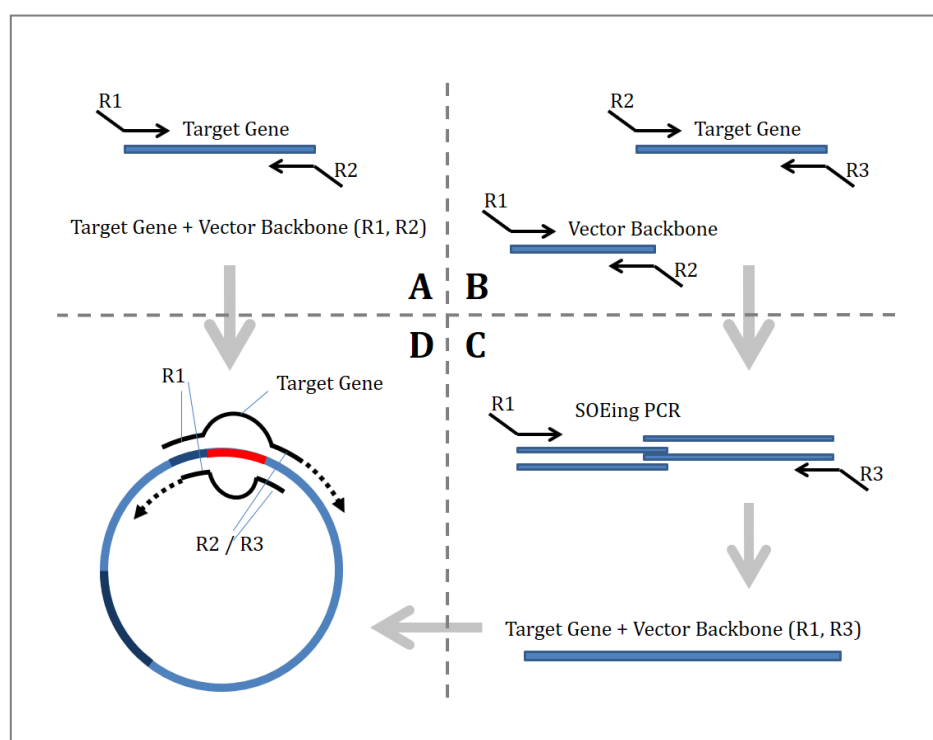 R1
Target Gene
R2
Target Gene + Vector Backbone (R1, R2)
A
R2
Target Gene
R3
R1
Vector Backbone
R2
B
D
R1
Target Gene
R2 / R3
C
SOEing PCR
R1
R3
Target Gene + Vector Backbone (R1, R3)